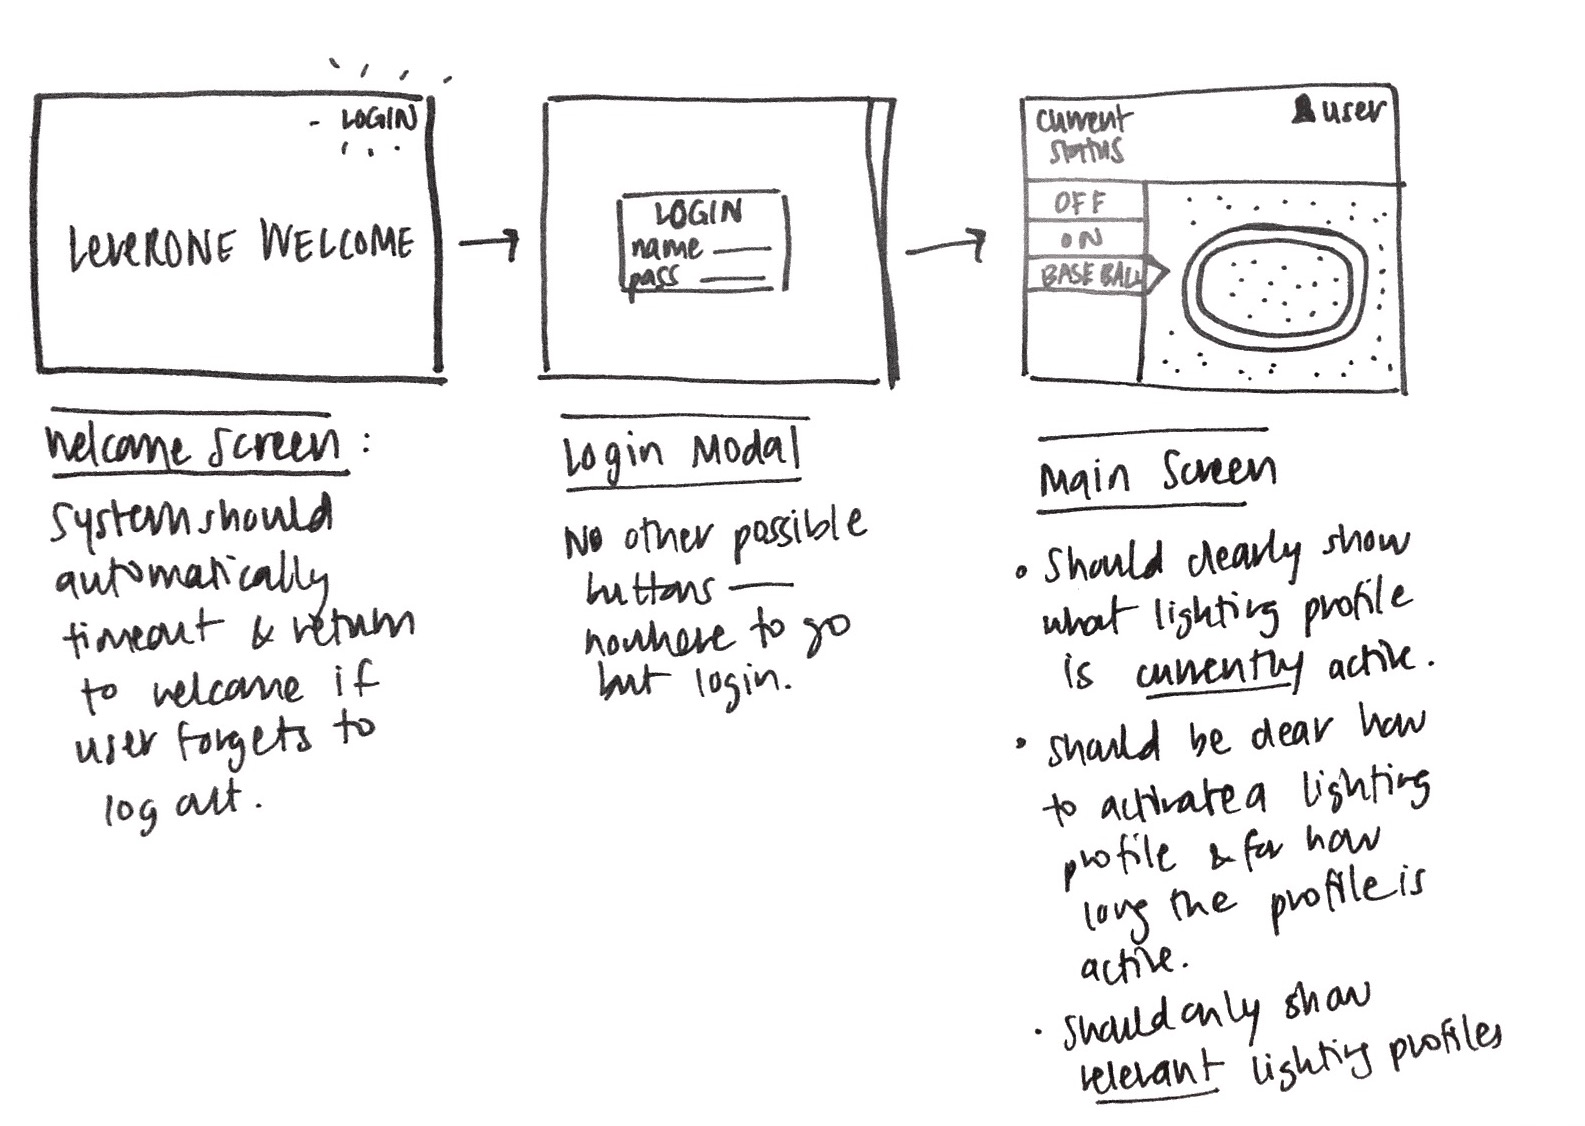 LOGIN
LEVERONE WELCOME
LOGIN
name
pass
current
status
user
OFF
ON
BASEBALL
Welcome Screen:
System should
automatically
timeout & return
to welcome if
user forgets to
log out.
Login Modal
No other possible
buttons —
nowhere to go
but login.
Main Screen
• Should clearly show
what lighting profile
is currently active.
• should be clear how
to activate a lighting
profile & for how
long the profile is
active.
• Should only show
relevant lighting profiles